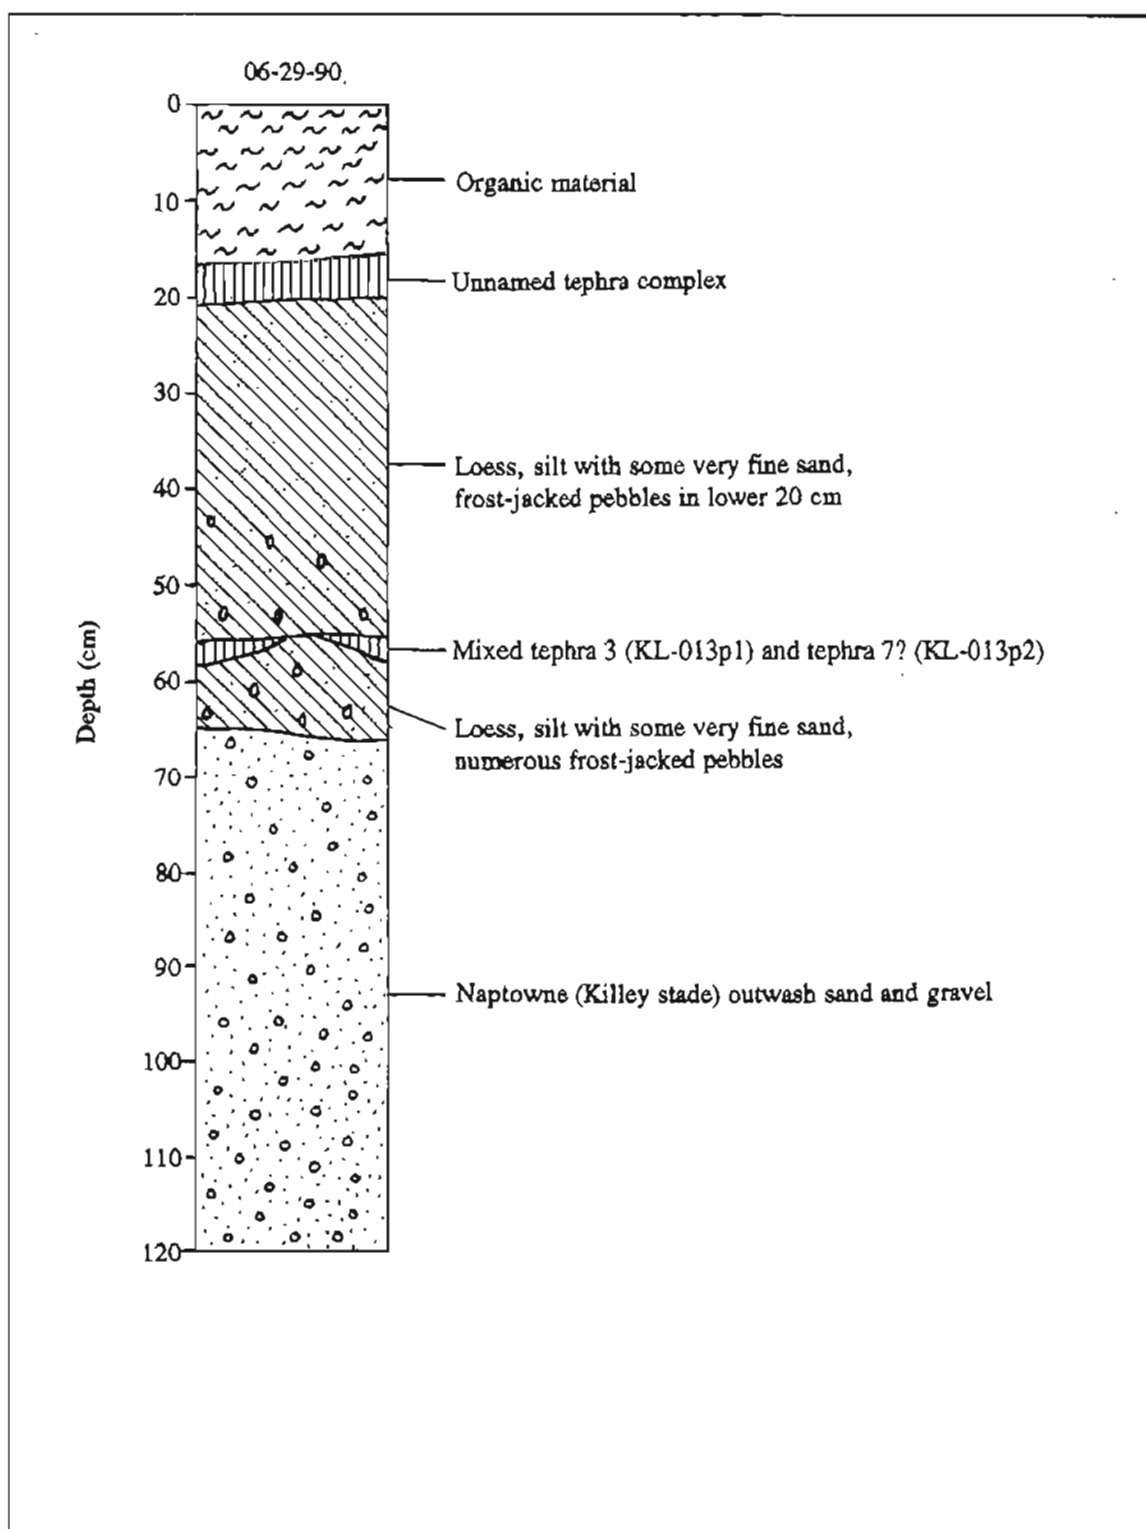 06-29-90
0
Organic material
10
Unnamed tephra complex
20
30
Loess, silt with some very fine sand,
frost-jacked pebbles in lower 20 cm
40
50
Depth (cm)
Mixed tephra 3 (KL-013p1) and tephra 7? (KL-013p2)
60
Loess, silt with some very fine sand,
numerous frost-jacked pebbles
70
80
90
Naptowne (Killey stade) outwash sand and gravel
100
110
120